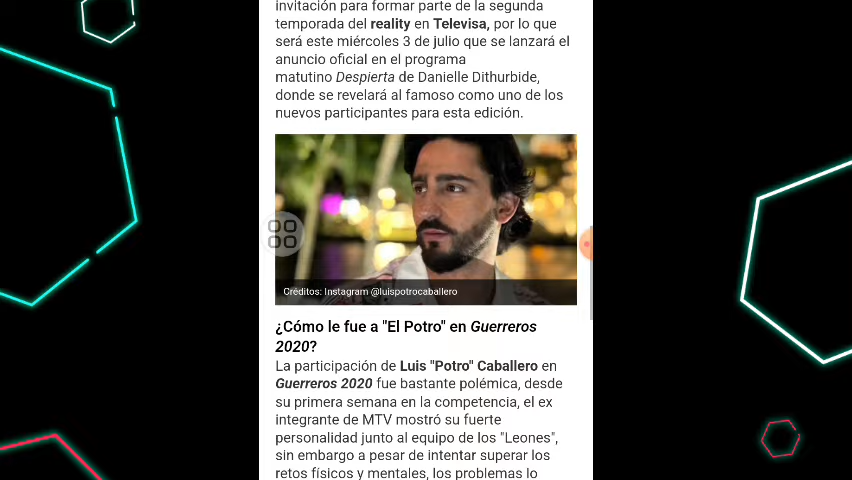 invitación para formar parte de la segunda
temporada del reality en Televisa, por lo que
será este miércoles 3 de julio que se lanzará el
anuncio oficial en el programa
matutino Despierta de Danielle Dithurbide,
donde se revelará al famoso como uno de los
nuevos participantes para esta edición.
Créditos: Instagram @luispotrocaballero
¿Cómo le fue a "El Potro" en Guerreros
2020?
La participación de Luis "Potro" Caballero en
Guerreros 2020 fue bastante polémica, desde
su primera semana en la competencia, el ex
integrante de MTV mostró su fuerte
personalidad junto al equipo de los "Leones",
sin embargo a pesar de intentar superar los
retos físicos y mentales, los problemas lo